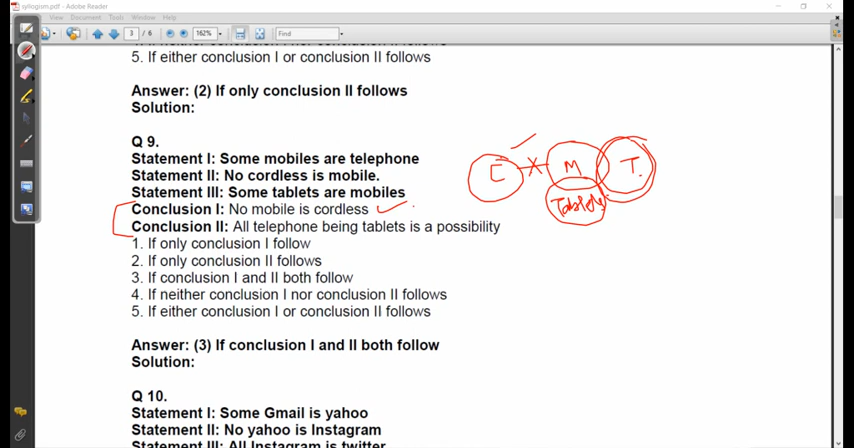 syllogism.pdf - Adobe Reader
View Document Tools Window Help
3 / 6 162% Find
5. If either conclusion I or conclusion II follows
Answer: (2) If only conclusion II follows
Solution:
Q 9.
Statement I: Some mobiles are telephone
Statement II: No cordless is mobile.
Statement III: Some tablets are mobiles
Conclusion I: No mobile is cordless
Conclusion II: All telephone being tablets is a possibility
1. If only conclusion I follow
2. If only conclusion II follows
3. If conclusion I and II both follow
4. If neither conclusion I nor conclusion II follows
5. If either conclusion I or conclusion II follows
C M T.
Tablets
Answer: (3) If conclusion I and II both follow
Solution:
Q 10.
Statement I: Some Gmail is yahoo
Statement II: No yahoo is Instagram
Statement III: All Instagram is twitter